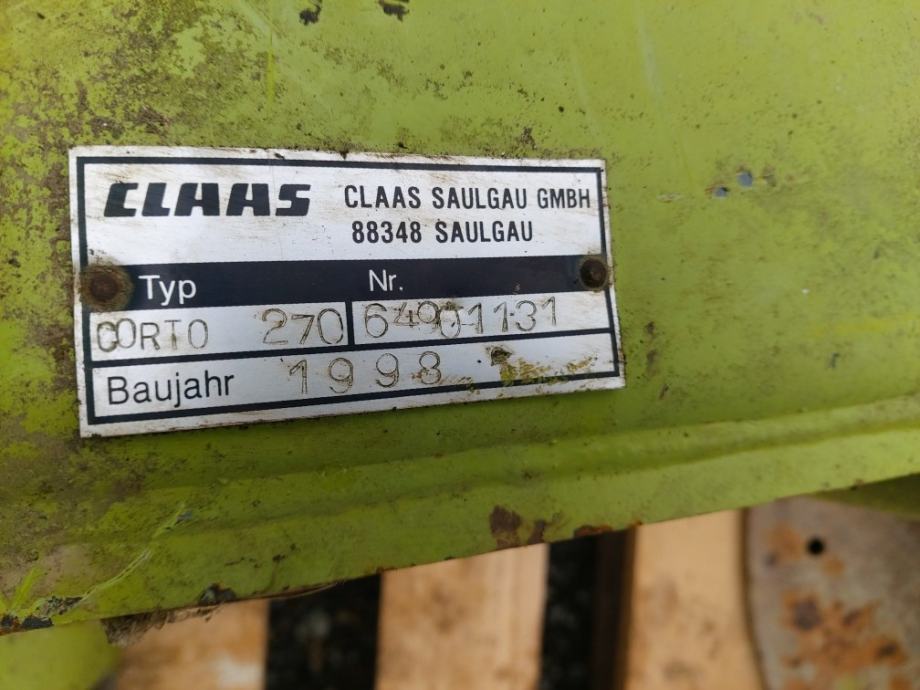 CLAAS
CLAAS SAULGAU GMBH
88348 SAULGAU
Typ Nr.
CORTO 270 64901131
Baujahr 1998